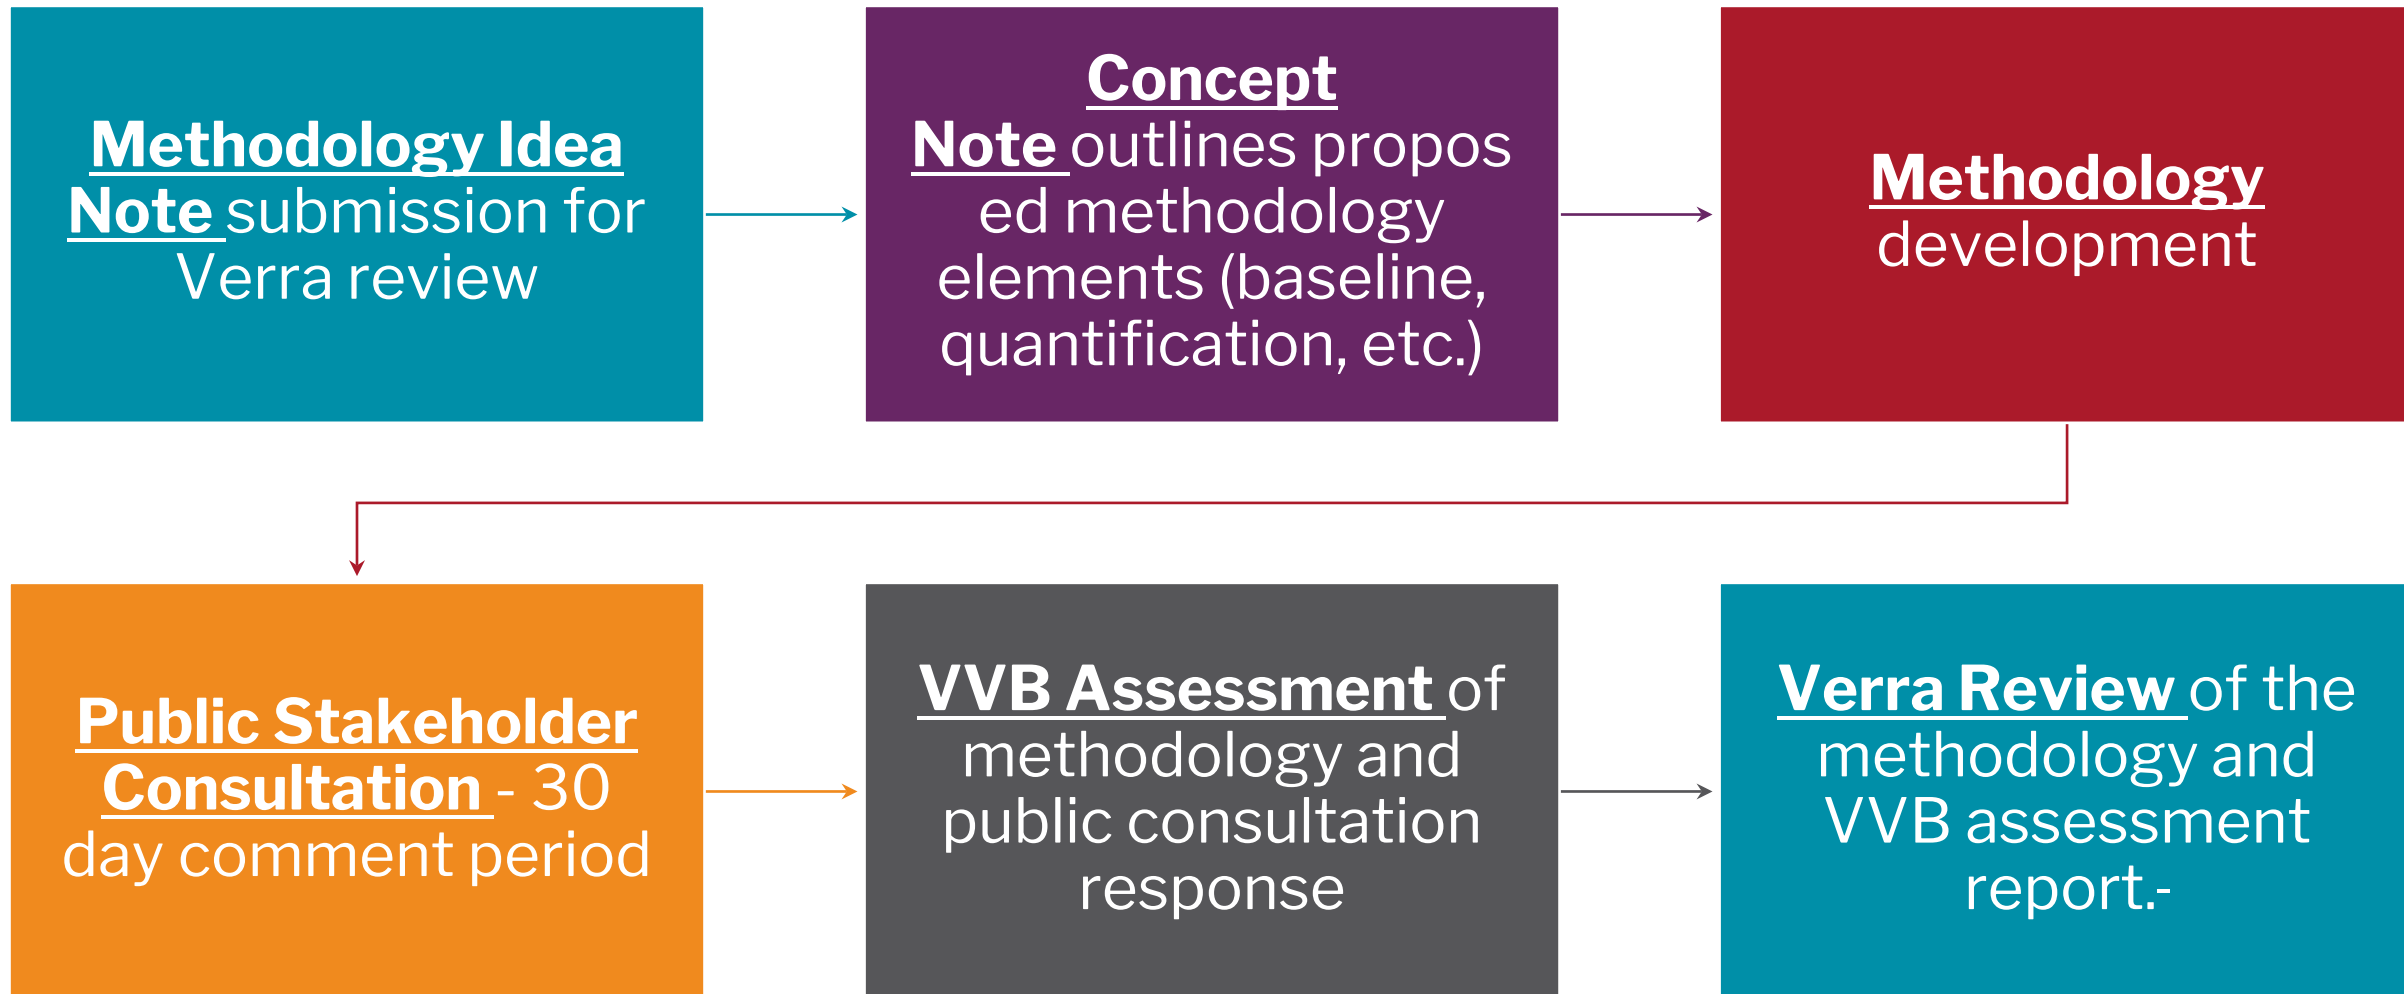 Methodology Idea
Note submission for
Verra review
Concept
Note outlines propos
ed methodology
elements (baseline,
quantification, etc.)
Methodology
development
Public Stakeholder
Consultation - 30
day comment period
VVB Assessment of
methodology and
public consultation
response
Verra Review of the
methodology and
VVB assessment
report.-